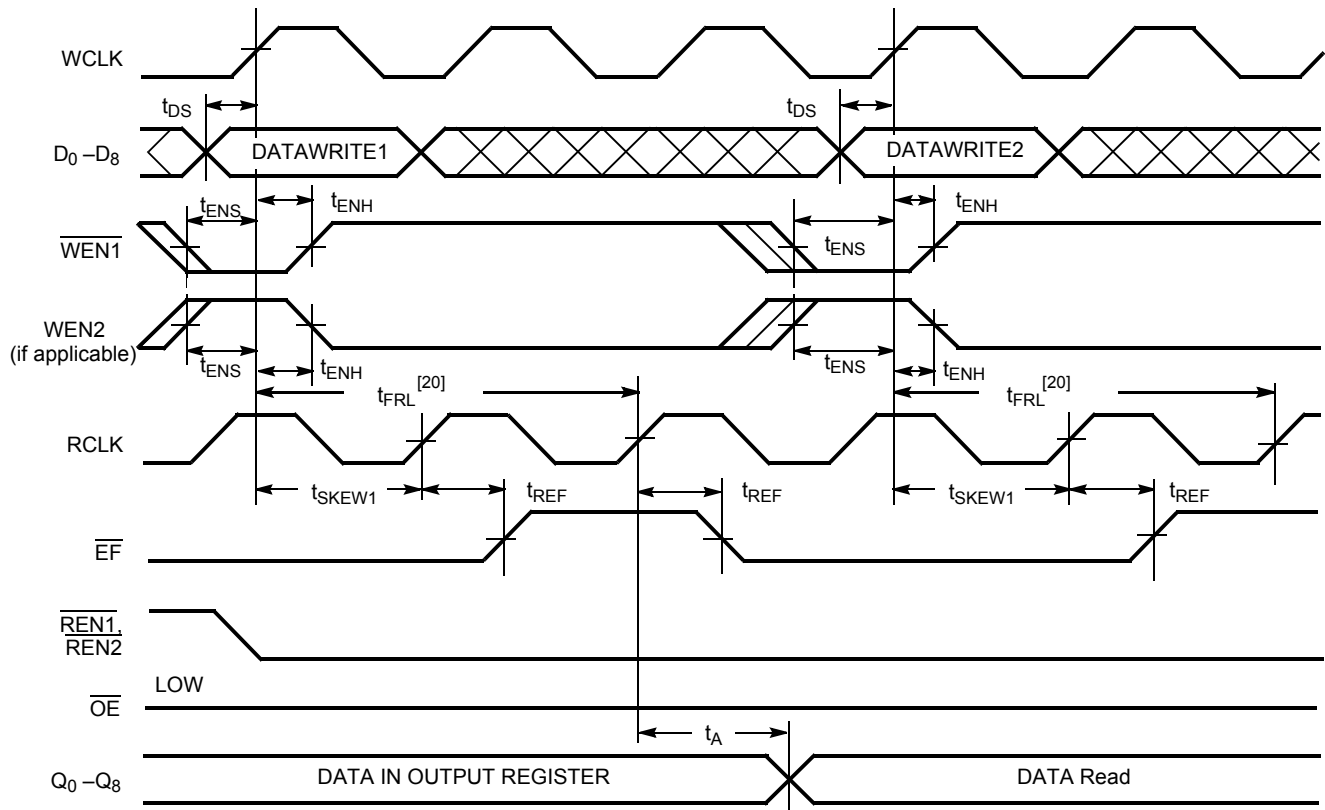 WCLK
tDS tDS
D0 –D8 DATAWRITE1 DATAWRITE2
tENS tENH tENH
WEN1 tENS
WEN2
(if applicable)
tENS tENH tENS tENH
tFRL[20] tFRL[20]
RCLK
tSKEW1 tREF tREF tSKEW1 tREF
EF
REN1,
REN2
LOW
OE
tA
Q0 –Q8 DATA IN OUTPUT REGISTER DATA Read